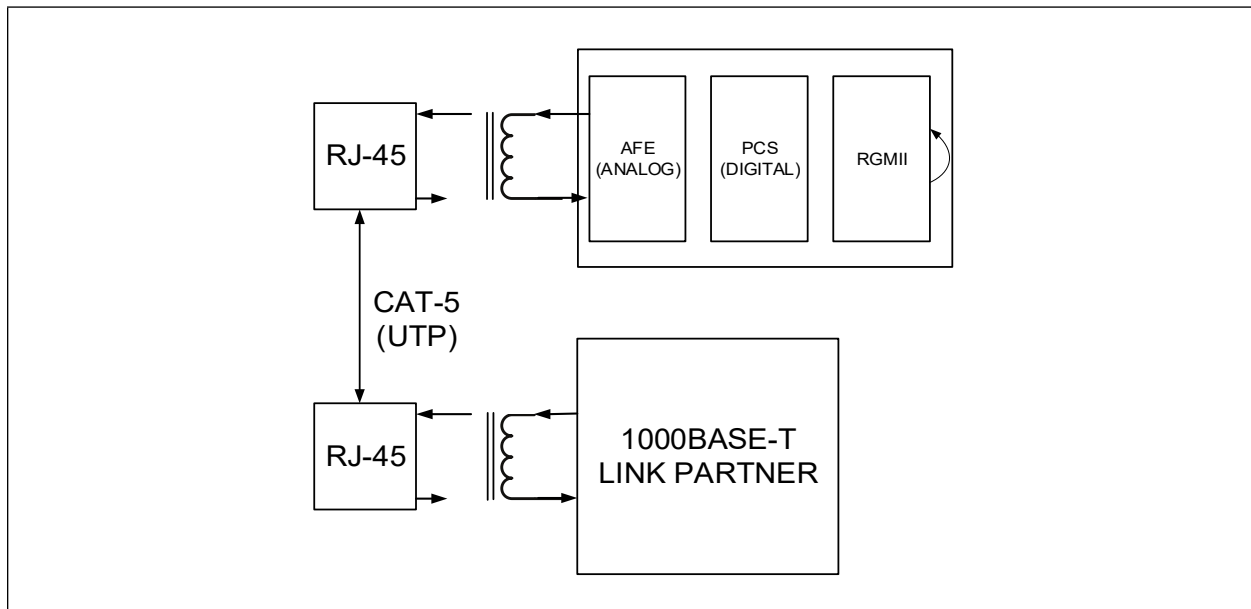 RJ-45
AFE
(ANALOG)
PCS
(DIGITAL)
RGMII
CAT-5
(UTP)
RJ-45
1000BASE-T
LINK PARTNER